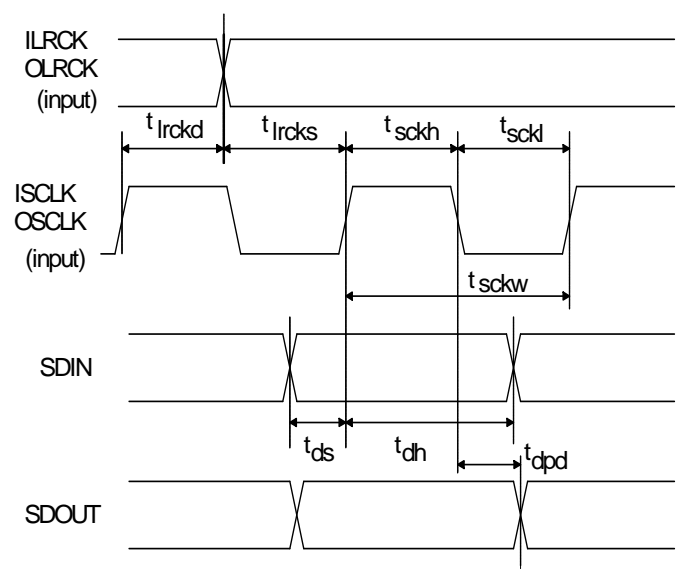 ILRCK
OLRCK
(input)
t lrckd
t lrcks
t sckh
t sckl
ISCLK
OSCLK
(input)
t sckw
SDIN
t ds
t dh
t dpd
SDOUT